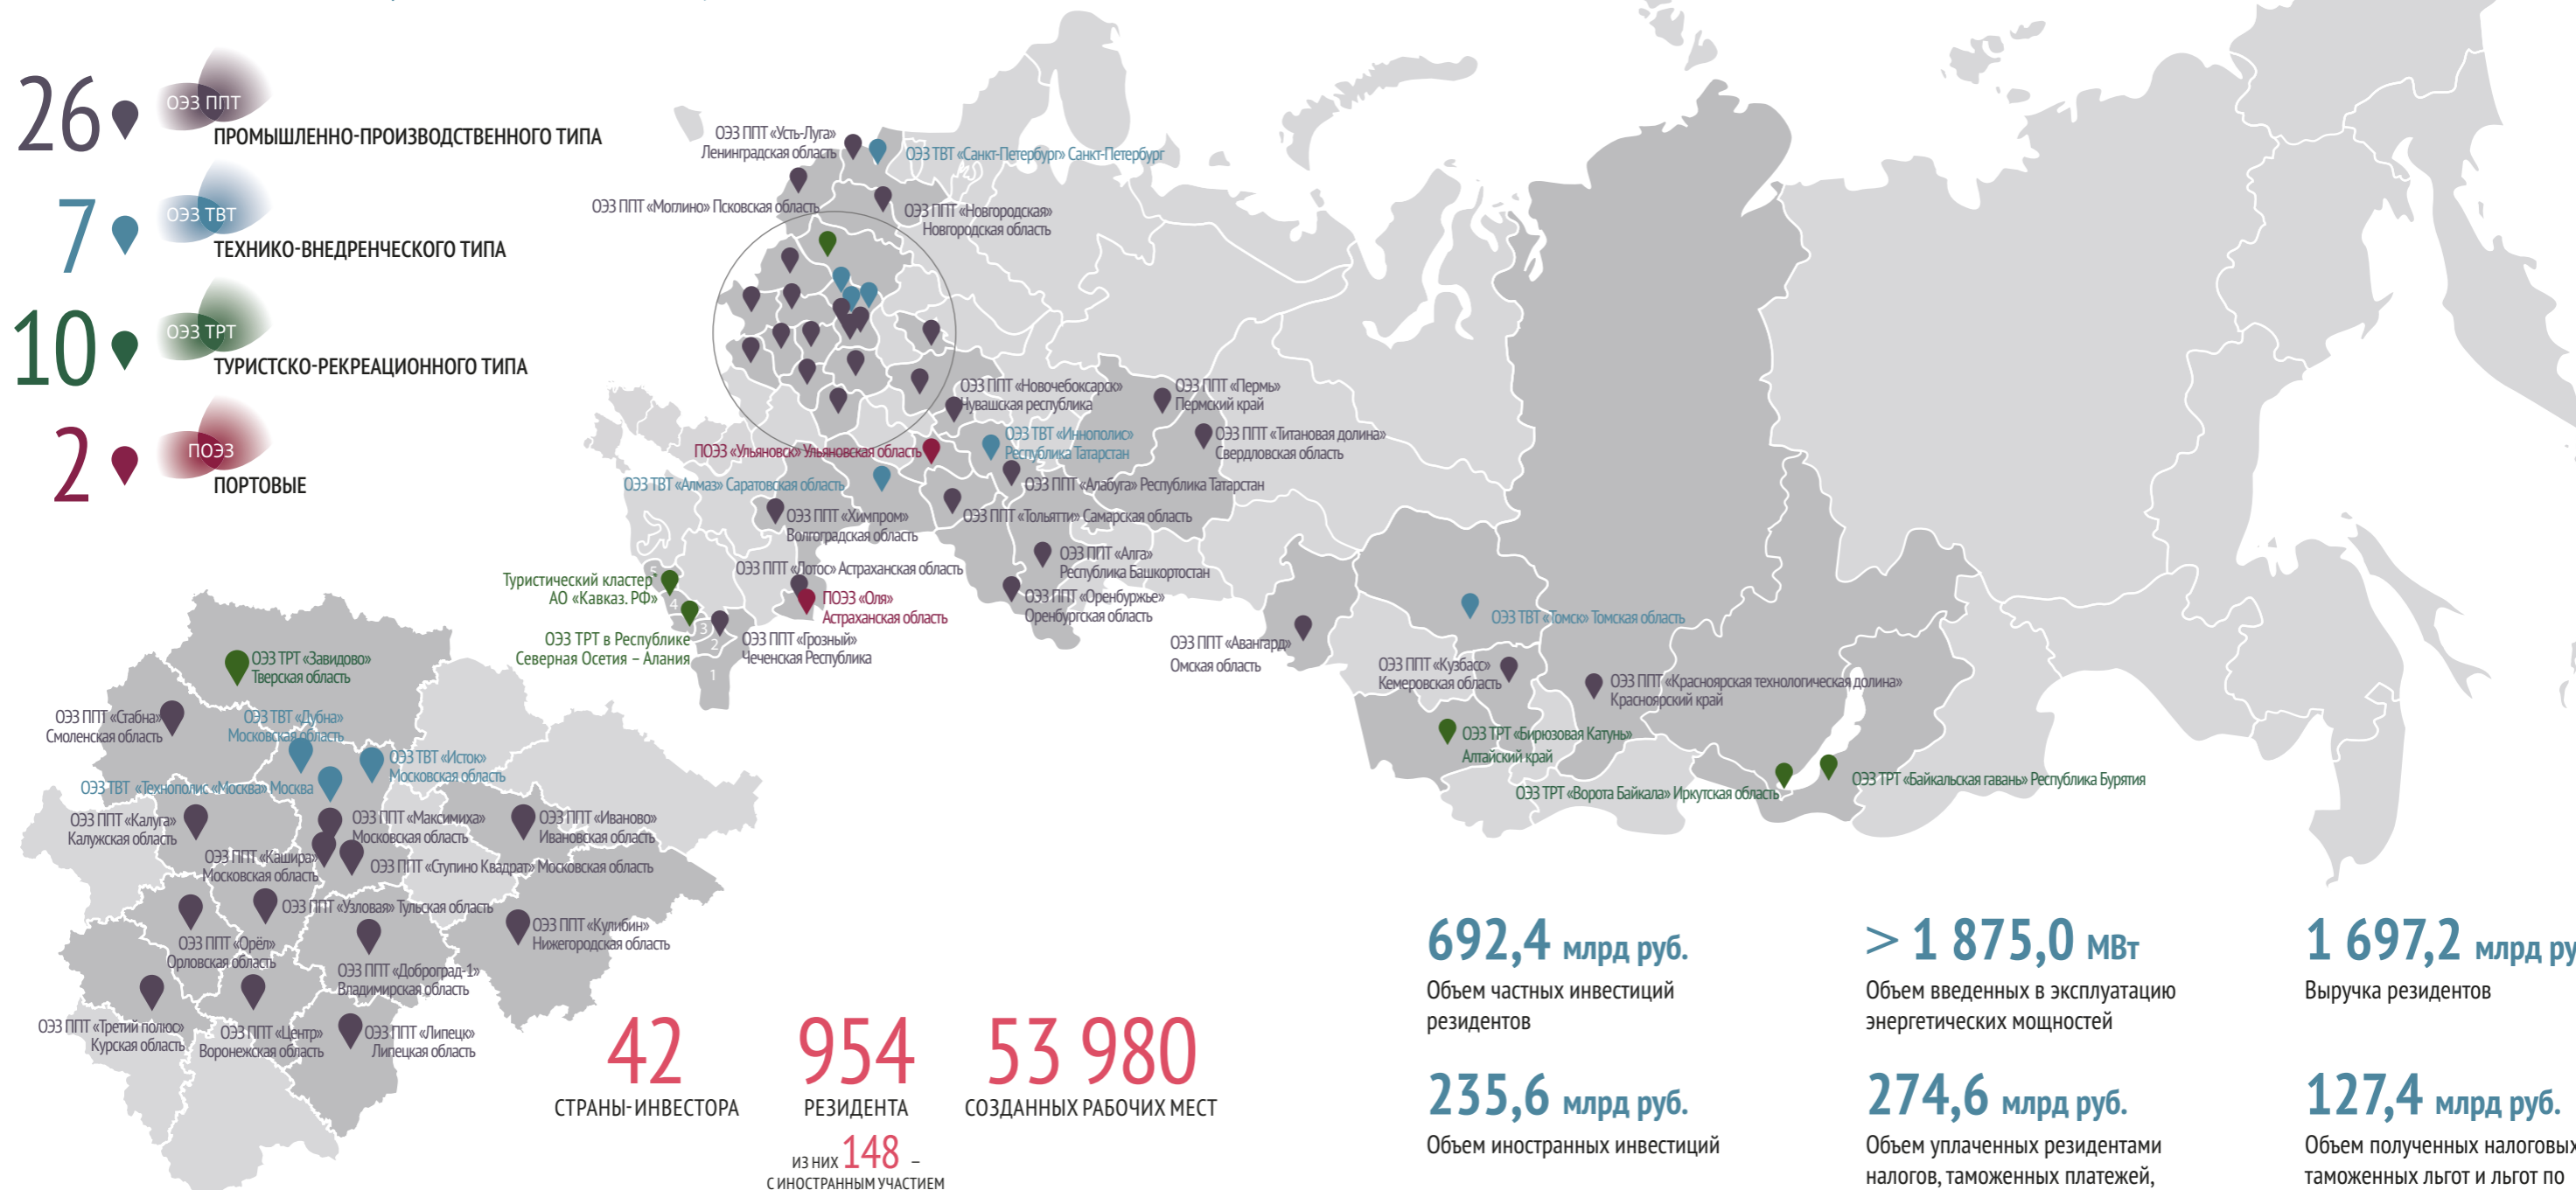 26
ОЭЗ ППТ
ПРОМЫШЛЕННО-ПРОИЗВОДСТВЕННОГО ТИПА
7
ОЭЗ ТВТ
ТЕХНИКО-ВНЕДРЕНЧЕСКОГО ТИПА
10
ОЭЗ ТРТ
ТУРИСТСКО-РЕКРЕАЦИОННОГО ТИПА
2
ПОЭЗ
ПОРТОВЫЕ
ОЭЗ ППТ «Усть-Луга»
Ленинградская область
ОЭЗ ТВТ «Санкт-Петербург» Санкт-Петербург
ОЭЗ ППТ «Моглино» Псковская область
ОЭЗ ППТ «Новгородская»
Новгородская область
ОЭЗ ППТ «Новочебоксарск»
Чувашская республика
ОЭЗ ППТ «Пермь»
Пермский край
ОЭЗ ТВТ «Иннополис»
Республика Татарстан
ОЭЗ ППТ «Титановая долина»
Свердловская область
ПОЭЗ «Ульяновск» Ульяновская область
ОЭЗ ТВТ «Алмаз» Саратовская область
ОЭЗ ППТ «Алабуга» Республика Татарстан
ОЭЗ ППТ «Химпром»
Волгоградская область
ОЭЗ ППТ «Тольятти» Самарская область
ОЭЗ ППТ «Алга»
Республика Башкортостан
ОЭЗ ППТ «Лотос» Астраханская область
ОЭЗ ППТ «Оренбуржье»
Оренбургская область
Туристический кластер*
АО «Кавказ. РФ»
ПОЭЗ «Оля»
Астраханская область
ОЭЗ ТРТ в Республике
Северная Осетия – Алания
ОЭЗ ППТ «Грозный»
Чеченская Республика
5
4
3
2
1
ОЭЗ ППТ «Авангард»
Омская область
ОЭЗ ТВТ «Томск» Томская область
ОЭЗ ППТ «Кузбасс»
Кемеровская область
ОЭЗ ППТ «Красноярская технологическая долина»
Красноярский край
ОЭЗ ТРТ «Бирюзовая Катунь»
Алтайский край
ОЭЗ ТРТ «Ворота Байкала» Иркутская область
ОЭЗ ТРТ «Байкальская гавань» Республика Бурятия
ОЭЗ ТРТ «Завидово»
Тверская область
ОЭЗ ППТ «Стабна»
Смоленская область
ОЭЗ ТВТ «Дубна»
Московская область
ОЭЗ ТВТ «Исток»
Московская область
ОЭЗ ТВТ «Технополис «Москва» Москва
ОЭЗ ППТ «Калуга»
Калужская область
ОЭЗ ППТ «Максимиха»
Московская область
ОЭЗ ППТ «Иваново»
Ивановская область
ОЭЗ ППТ «Кашира»
Московская область
ОЭЗ ППТ «Ступино Квадрат» Московская область
ОЭЗ ППТ «Узловая» Тульская область
ОЭЗ ППТ «Кулибин»
Нижегородская область
ОЭЗ ППТ «Орёл»
Орловская область
ОЭЗ ППТ «Доброград-1»
Владимирская область
ОЭЗ ППТ «Третий полюс»
Курская область
ОЭЗ ППТ «Центр»
Воронежская область
ОЭЗ ППТ «Липецк»
Липецкая область
42
СТРАНЫ-ИНВЕСТОРА
954
РЕЗИДЕНТА
ИЗ НИХ 148 –
С ИНОСТРАННЫМ УЧАСТИЕМ
53 980
СОЗДАННЫХ РАБОЧИХ МЕСТ
692,4 млрд руб.
Объем частных инвестиций
резидентов
> 1 875,0 МВт
Объем введенных в эксплуатацию
энергетических мощностей
1 697,2 млрд ру
Выручка резидентов
235,6 млрд руб.
Объем иностранных инвестиций
274,6 млрд руб.
Объем уплаченных резидентами
налогов, таможенных платежей,
127,4 млрд руб.
Объем полученных налоговых
таможенных льгот и льгот по